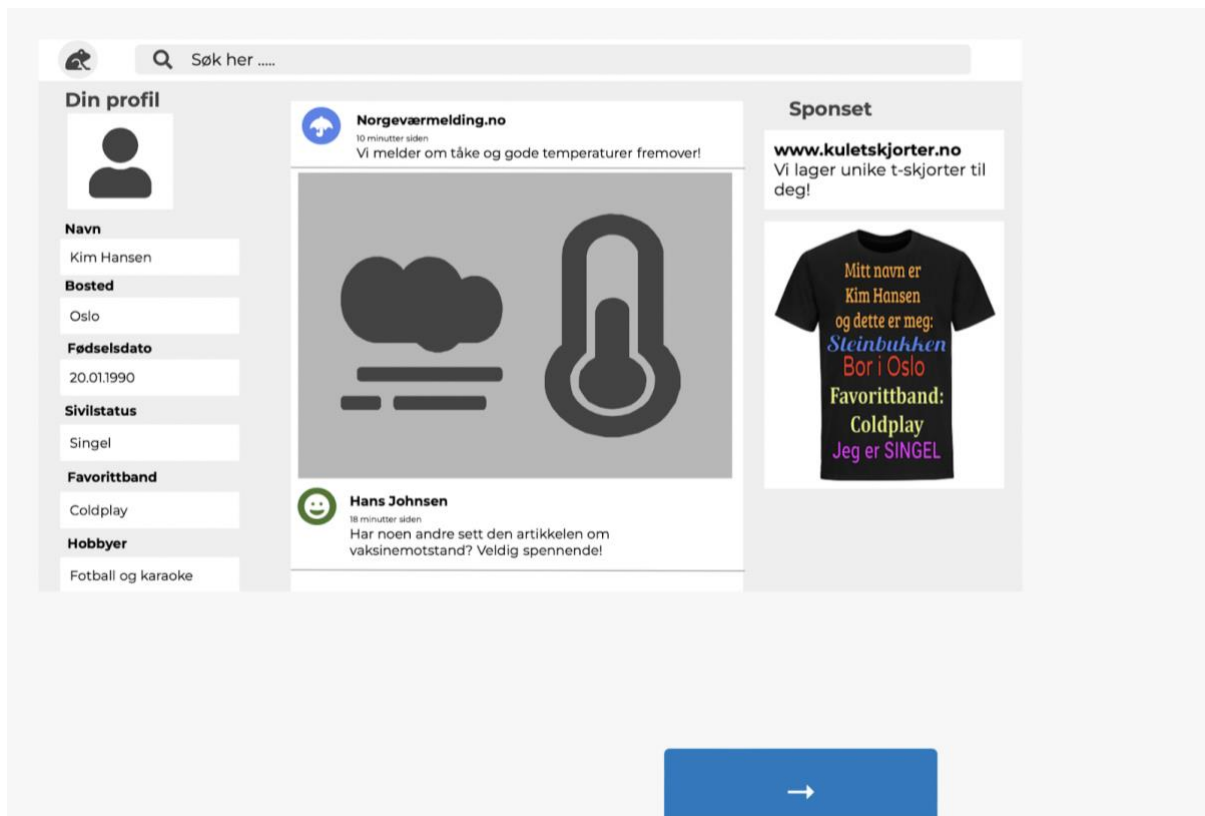 Søk her .....
Din profil
Navn
Kim Hansen
Bosted
Oslo
Fødselsdato
20.01.1990
Sivilstatus
Singel
Favorittband
Coldplay
Hobbyer
Fotball og karaoke
Norgeværmelding.no
10 minutter siden
Vi melder om tåke og gode temperaturer fremover!
Hans Johnsen
18 minutter siden
Har noen andre sett den artikkelen om
vaksinemotstand? Veldig spennende!
Sponset
www.kuletskjorter.no
Vi lager unike t-skjorter til
deg!
Mitt navn er
Kim Hansen
og dette er meg:
Steinbukken
Bor i Oslo
Favorittband:
Coldplay
Jeg er SINGEL
→